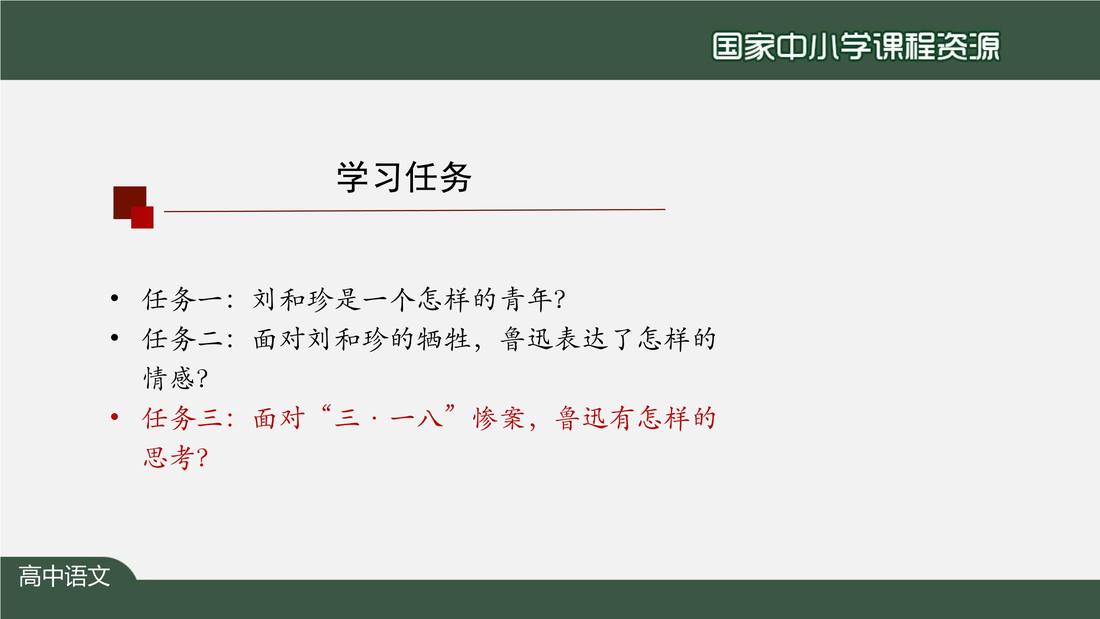 国家中小学课程资源
学习任务
• 任务一：刘和珍是一个怎样的青年？
• 任务二：面对刘和珍的牺牲，鲁迅表达了怎样的
情感？
• 任务三：面对“三·一八”惨案，鲁迅有怎样的
思考？
高中语文